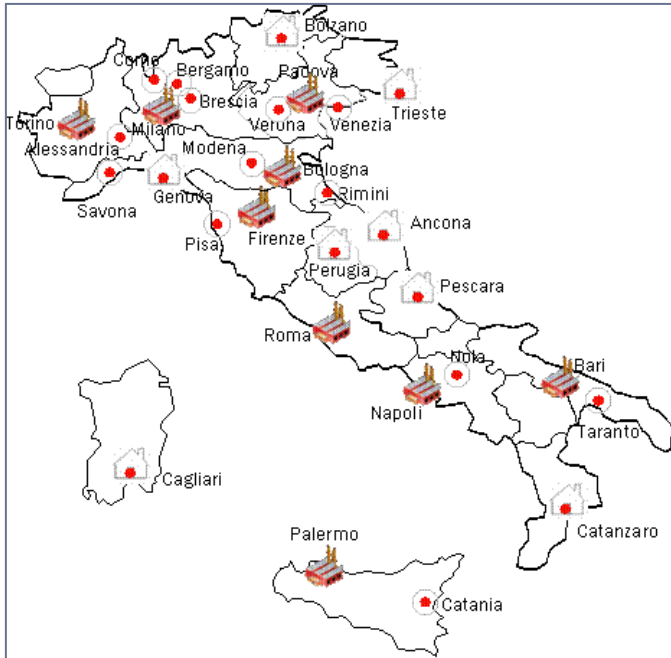 Bolzano
Como
Bergamo
Padova
Brescia
Trieste
Torino
Milano
Verona
Venezia
Alessandria
Modena
Bologna
Genova
Rimini
Savona
Ancona
Pisa
Firenze
Perugia
Pescara
Roma
Nola
Bari
Napoli
Taranto
Cagliari
Catanzaro
Palermo
Catania